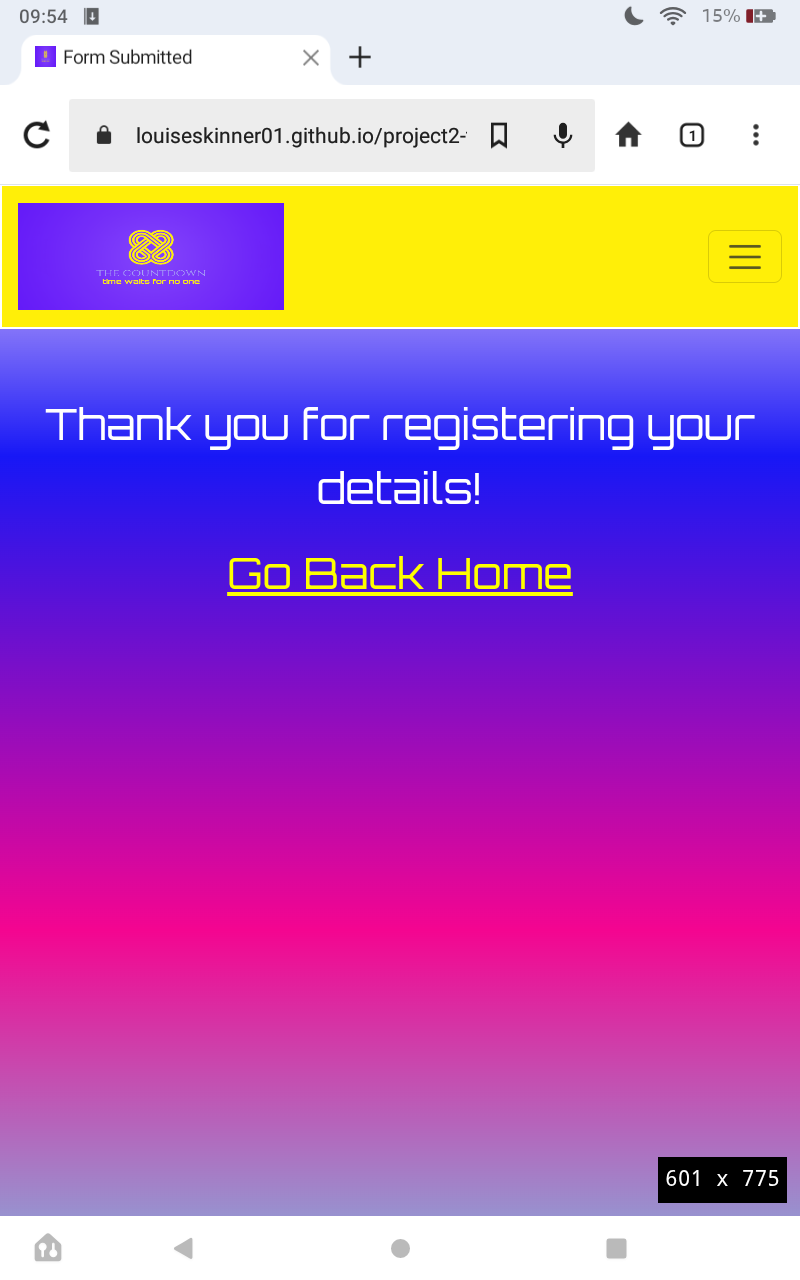 09:54
15%
Form Submitted
louiseskinner01.github.io/project2-
1
THE COUNTDOWN
time waits for no one
Thank you for registering your
details!
Go Back Home
601 x 775